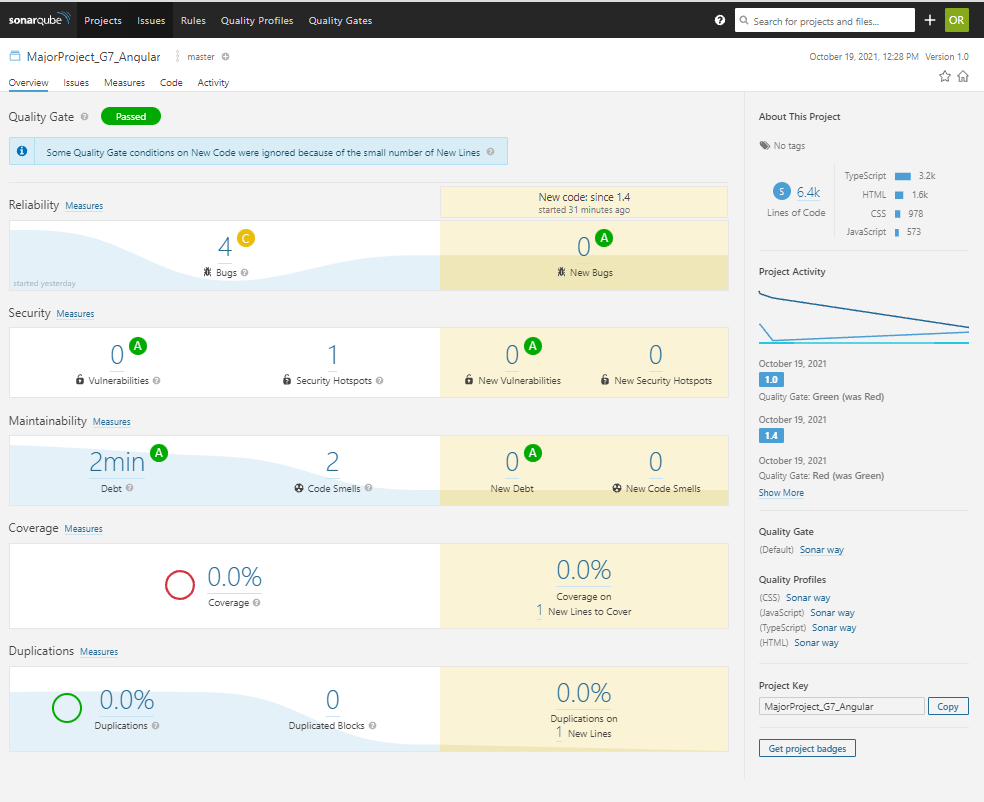 sonarqube Projects Issues Rules Quality Profiles Quality Gates ? Search for projects and files... + OR
MajorProject_G7_Angular master October 19, 2021, 12:28 PM Version 1.0
Overview Issues Measures Code Activity
Quality Gate ? Passed
Some Quality Gate conditions on New Code were ignored because of the small number of New Lines ?
New code: since 1.4
started 31 minutes ago
Reliability Measures
4 C
Bugs ?
started yesterday
0 A
New Bugs
Security Measures
0 A
Vulnerabilities ?
1
Security Hotspots ?
0 A
New Vulnerabilities
0
New Security Hotspots
Maintainability Measures
2min A
Debt ?
2
Code Smells ?
0 A
New Debt
0
New Code Smells
Coverage Measures
0.0%
Coverage ?
0.0%
Coverage on
1 New Lines to Cover
Duplications Measures
0.0%
Duplications ?
0
Duplicated Blocks ?
0.0%
Duplications on
1 New Lines
About This Project
No tags
S 6.4k
Lines of Code
TypeScript 3.2k
HTML 1.6k
CSS 978
JavaScript 573
Project Activity
October 19, 2021
1.0
Quality Gate: Green (was Red)
October 19, 2021
1.4
October 19, 2021
Quality Gate: Red (was Green)
Show More
Quality Gate
(Default) Sonar way
Quality Profiles
(CSS) Sonar way
(JavaScript) Sonar way
(TypeScript) Sonar way
(HTML) Sonar way
Project Key
MajorProject_G7_Angular Copy
Get project badges